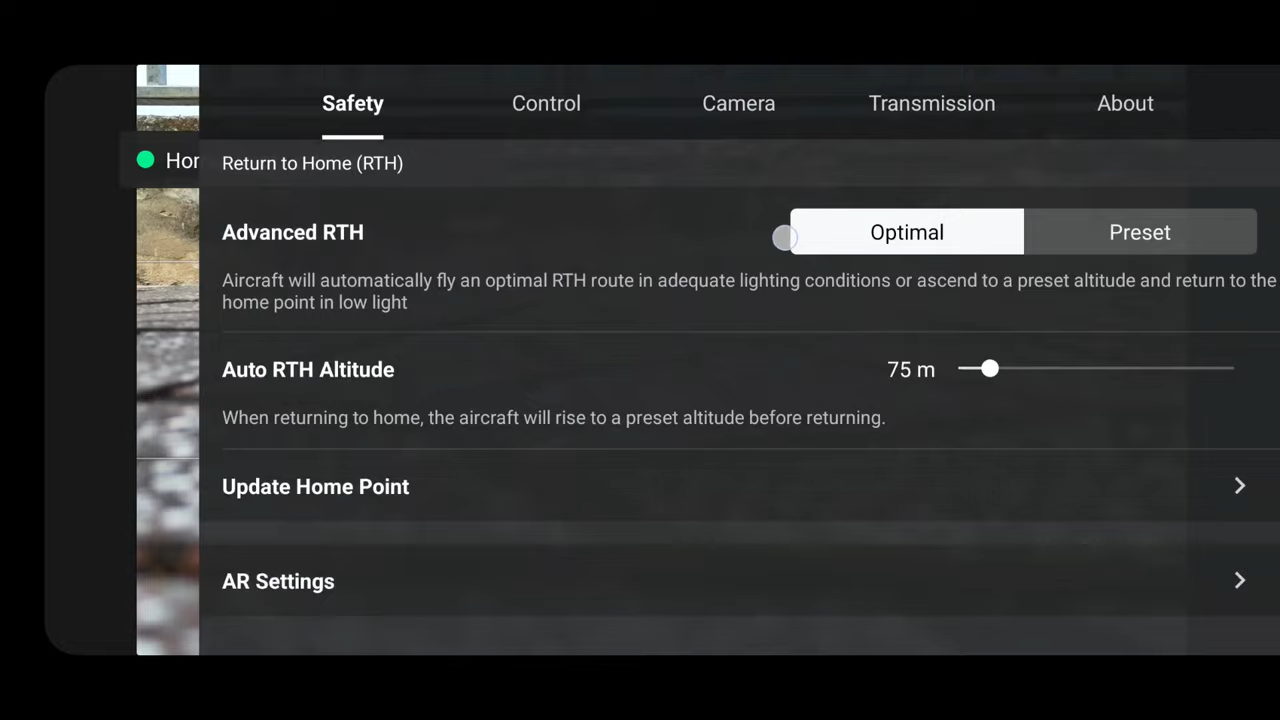 Safety Control Camera Transmission About
Hor
Return to Home (RTH)
Advanced RTH Optimal Preset
Aircraft will automatically fly an optimal RTH route in adequate lighting conditions or ascend to a preset altitude and return to the
home point in low light
Auto RTH Altitude 75 m
When returning to home, the aircraft will rise to a preset altitude before returning.
Update Home Point
AR Settings